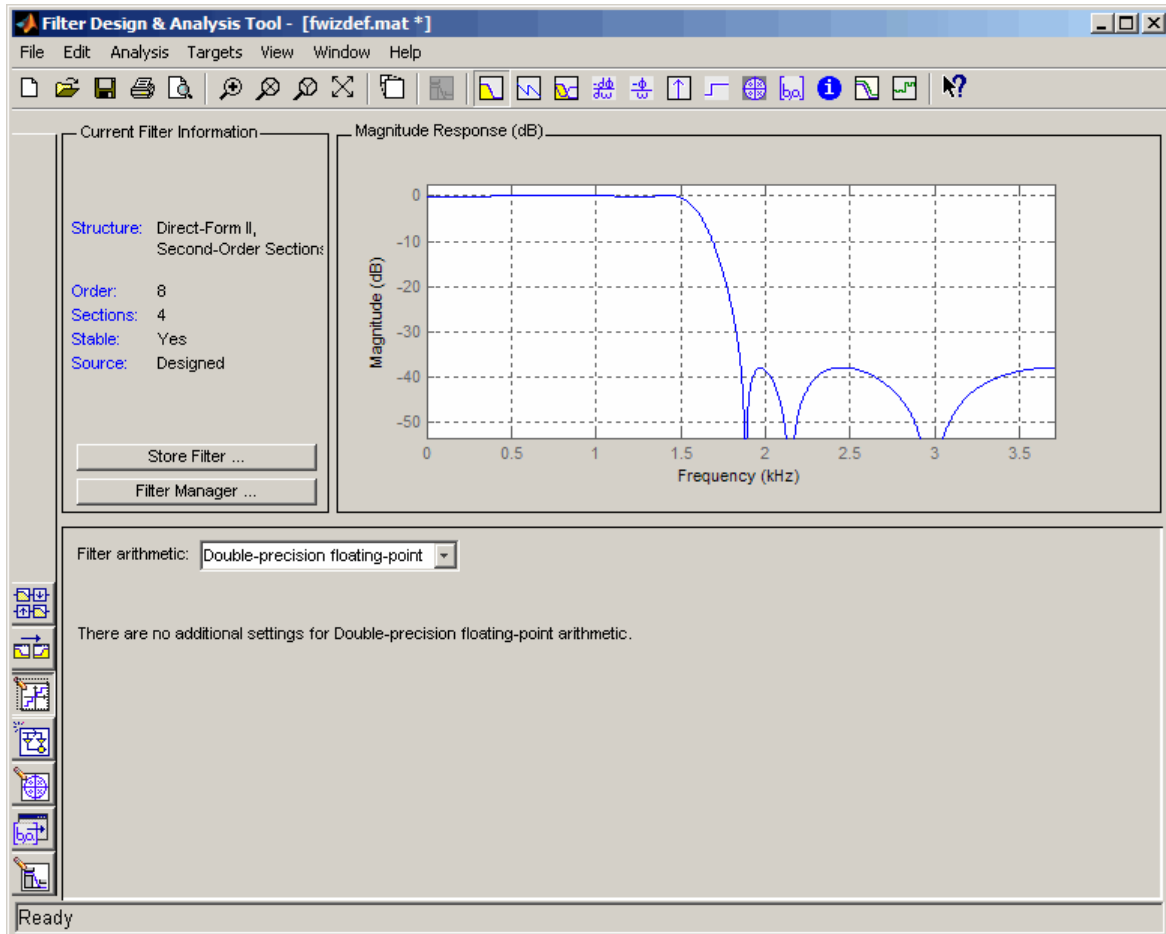 Filter Design & Analysis Tool - [fwizdef.mat *]
File Edit Analysis Targets View Window Help
Current Filter Information
Structure: Direct-Form II,
Second-Order Sections
Order: 8
Sections: 4
Stable: Yes
Source: Designed
Store Filter ...
Filter Manager ...
Magnitude Response (dB)
Magnitude (dB)
0
-10
-20
-30
-40
-50
0 0.5 1 1.5 2 2.5 3 3.5
Frequency (kHz)
Filter arithmetic: Double-precision floating-point
There are no additional settings for Double-precision floating-point arithmetic.
Ready